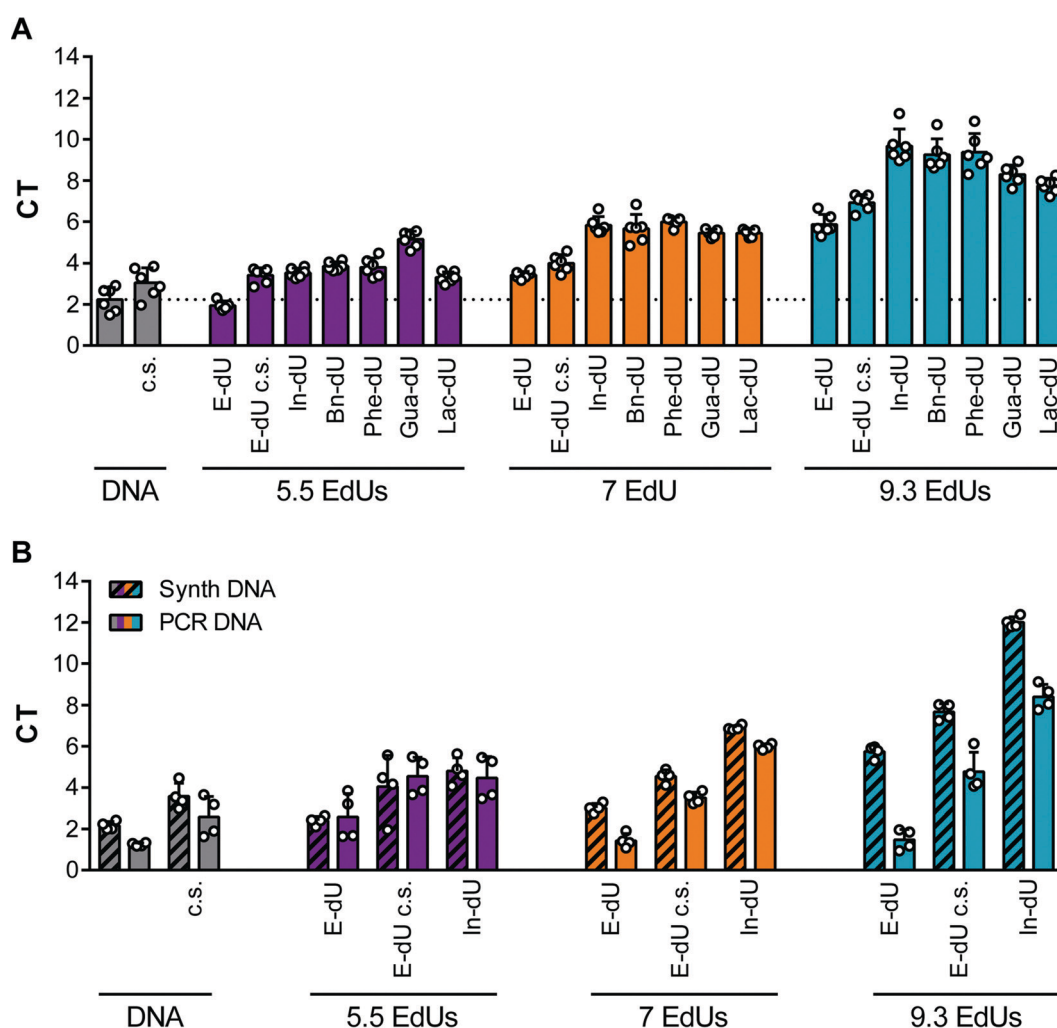 A
14
12
10
8
6
4
2
0
CT
c.s.
E-dU
E-dU c.s.
In-dU
Bn-dU
Phe-dU
Gua-dU
Lac-dU
E-dU
E-dU c.s.
In-dU
Bn-dU
Phe-dU
Gua-dU
Lac-dU
E-dU
E-dU c.s.
In-dU
Bn-dU
Phe-dU
Gua-dU
Lac-dU
DNA
5.5 EdUs
7 EdU
9.3 EdUs
B
14
12
10
8
6
4
2
0
CT
Synth DNA
PCR DNA
c.s.
E-dU
E-dU c.s.
In-dU
E-dU
E-dU c.s.
In-dU
E-dU
E-dU c.s.
In-dU
DNA
5.5 EdUs
7 EdUs
9.3 EdUs